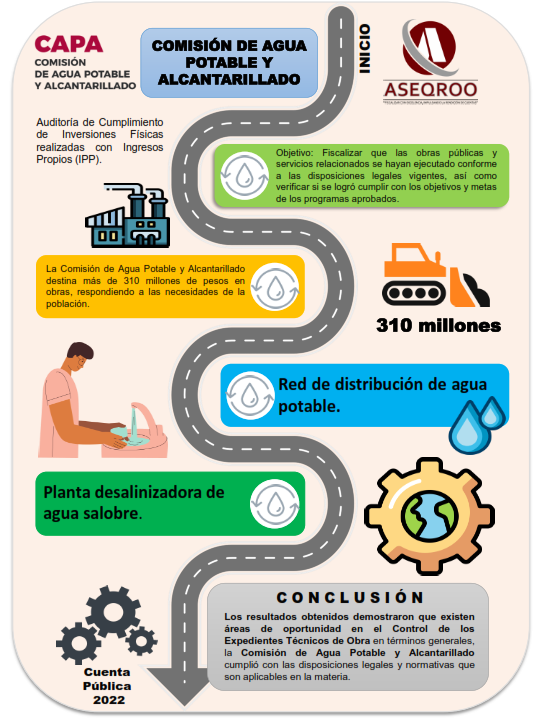 CAPA
COMISIÓN
DE AGUA POTABLE
Y ALCANTARILLADO
COMISIÓN DE AGUA
POTABLE Y
ALCANTARILLADO
INICIO
ASEQROO
Auditoría de Cumplimiento
de Inversiones Físicas
realizadas con Ingresos
Propios (IPP).
Objetivo: Fiscalizar que las obras públicas y
servicios relacionados se hayan ejecutado conforme
a las disposiciones legales vigentes, así como
verificar si se logró cumplir con los objetivos y metas
de los programas aprobados.
La Comisión de Agua Potable y Alcantarillado
destina más de 310 millones de pesos en
obras, respondiendo a las necesidades de la
población.
310 millones
Red de distribución de agua
potable.
Planta desalinizadora de
agua salobre.
CONCLUSIÓN
Los resultados obtenidos demostraron que existen
áreas de oportunidad en el Control de los
Expedientes Técnicos de Obra en términos generales,
la Comisión de Agua Potable y Alcantarillado
cumplió con las disposiciones legales y normativas que
son aplicables en la materia.
Cuenta
Pública
2022